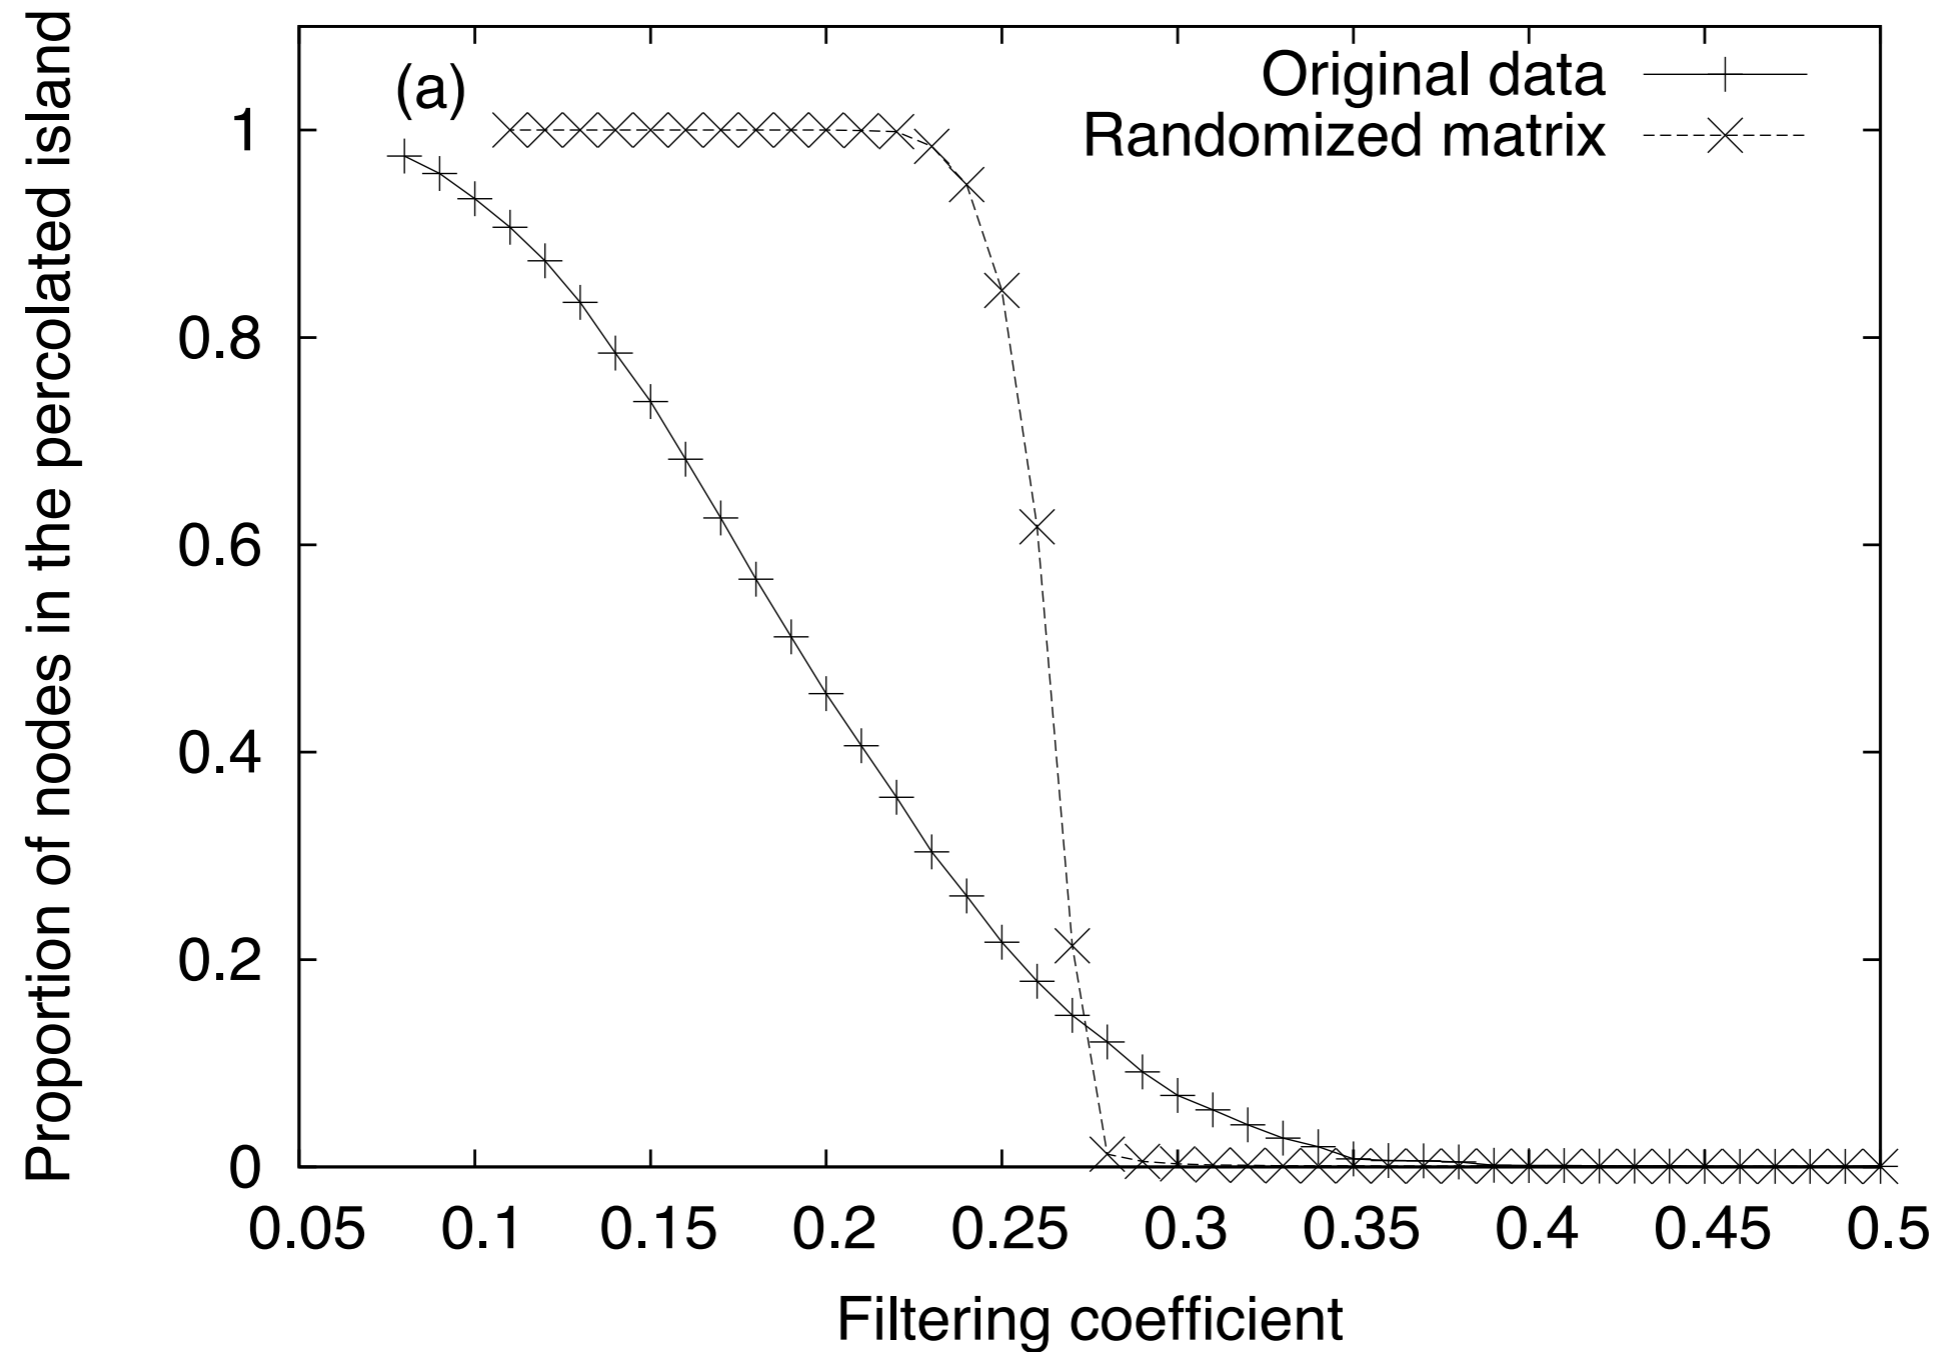 (a)
Original data
Randomized matrix
Proportion of nodes in the percolated island
1
0.8
0.6
0.4
0.2
0
0.05 0.1 0.15 0.2 0.25 0.3 0.35 0.4 0.45 0.5
Filtering coefficient